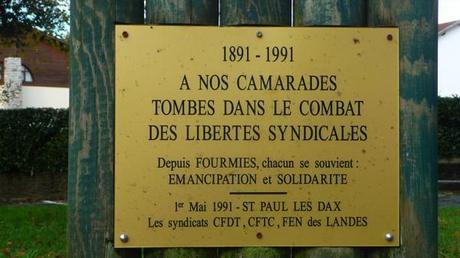 1891 - 1991
A NOS CAMARADES
TOMBES DANS LE COMBAT
DES LIBERTES SYNDICALES
Depuis FOURMIES, chacun se souvient :
EMANCIPATION et SOLIDARITE
1er Mai 1991 - ST PAUL LES DAX
Les syndicats CFDT, CFTC, FEN des LANDES